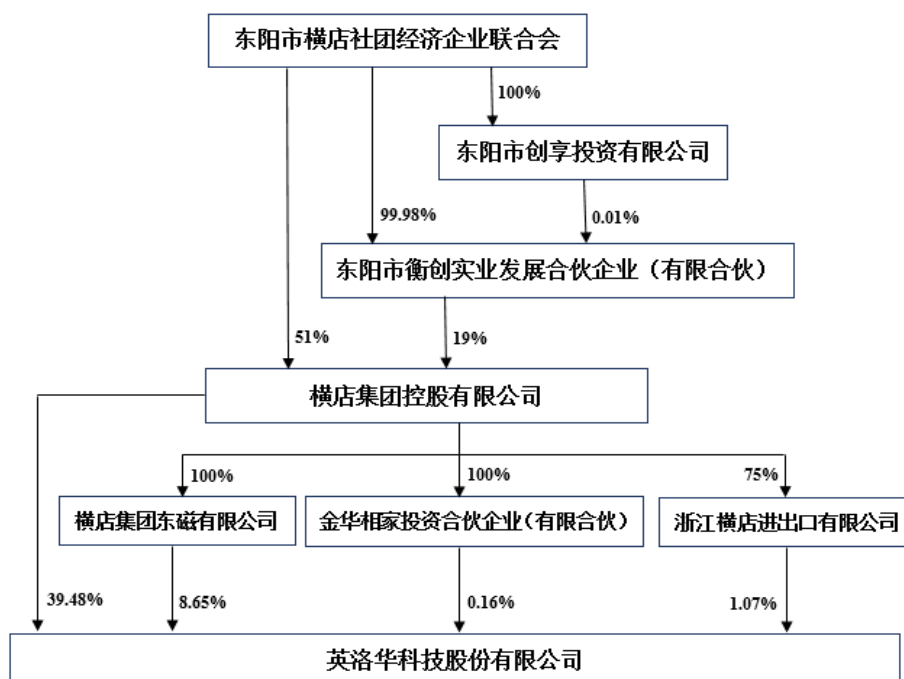 东阳市横店社团经济企业联合会
100%
东阳市创享投资有限公司
99.98%
0.01%
东阳市衡创实业发展合伙企业（有限合伙）
51%
19%
横店集团控股有限公司
100%
100%
75%
横店集团东磁有限公司
金华相家投资合伙企业（有限合伙）
浙江横店进出口有限公司
39.48%
8.65%
0.16%
1.07%
英洛华科技股份有限公司